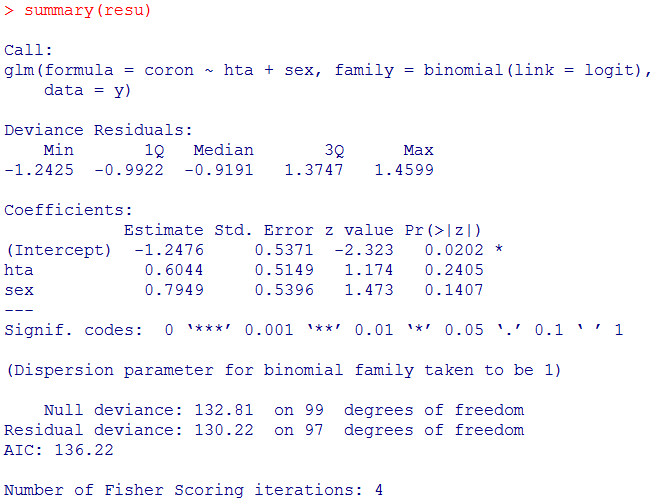 > summary(resu)
Call:
glm(formula = coron ~ hta + sex, family = binomial(link = logit),
    data = y)
Deviance Residuals:
    Min       1Q   Median       3Q      Max
-1.2425  -0.9922  -0.9191   1.3747   1.4599
Coefficients:
            Estimate Std. Error z value Pr(>|z|)
(Intercept)  -1.2476     0.5371  -2.323   0.0202 *
hta           0.6044     0.5149   1.174   0.2405
sex           0.7949     0.5396   1.473   0.1407
---
Signif. codes:  0 ‘***’ 0.001 ‘**’ 0.01 ‘*’ 0.05 ‘.’ 0.1 ‘ ’ 1
(Dispersion parameter for binomial family taken to be 1)
    Null deviance: 132.81  on 99  degrees of freedom
Residual deviance: 130.22  on 97  degrees of freedom
AIC: 136.22
Number of Fisher Scoring iterations: 4